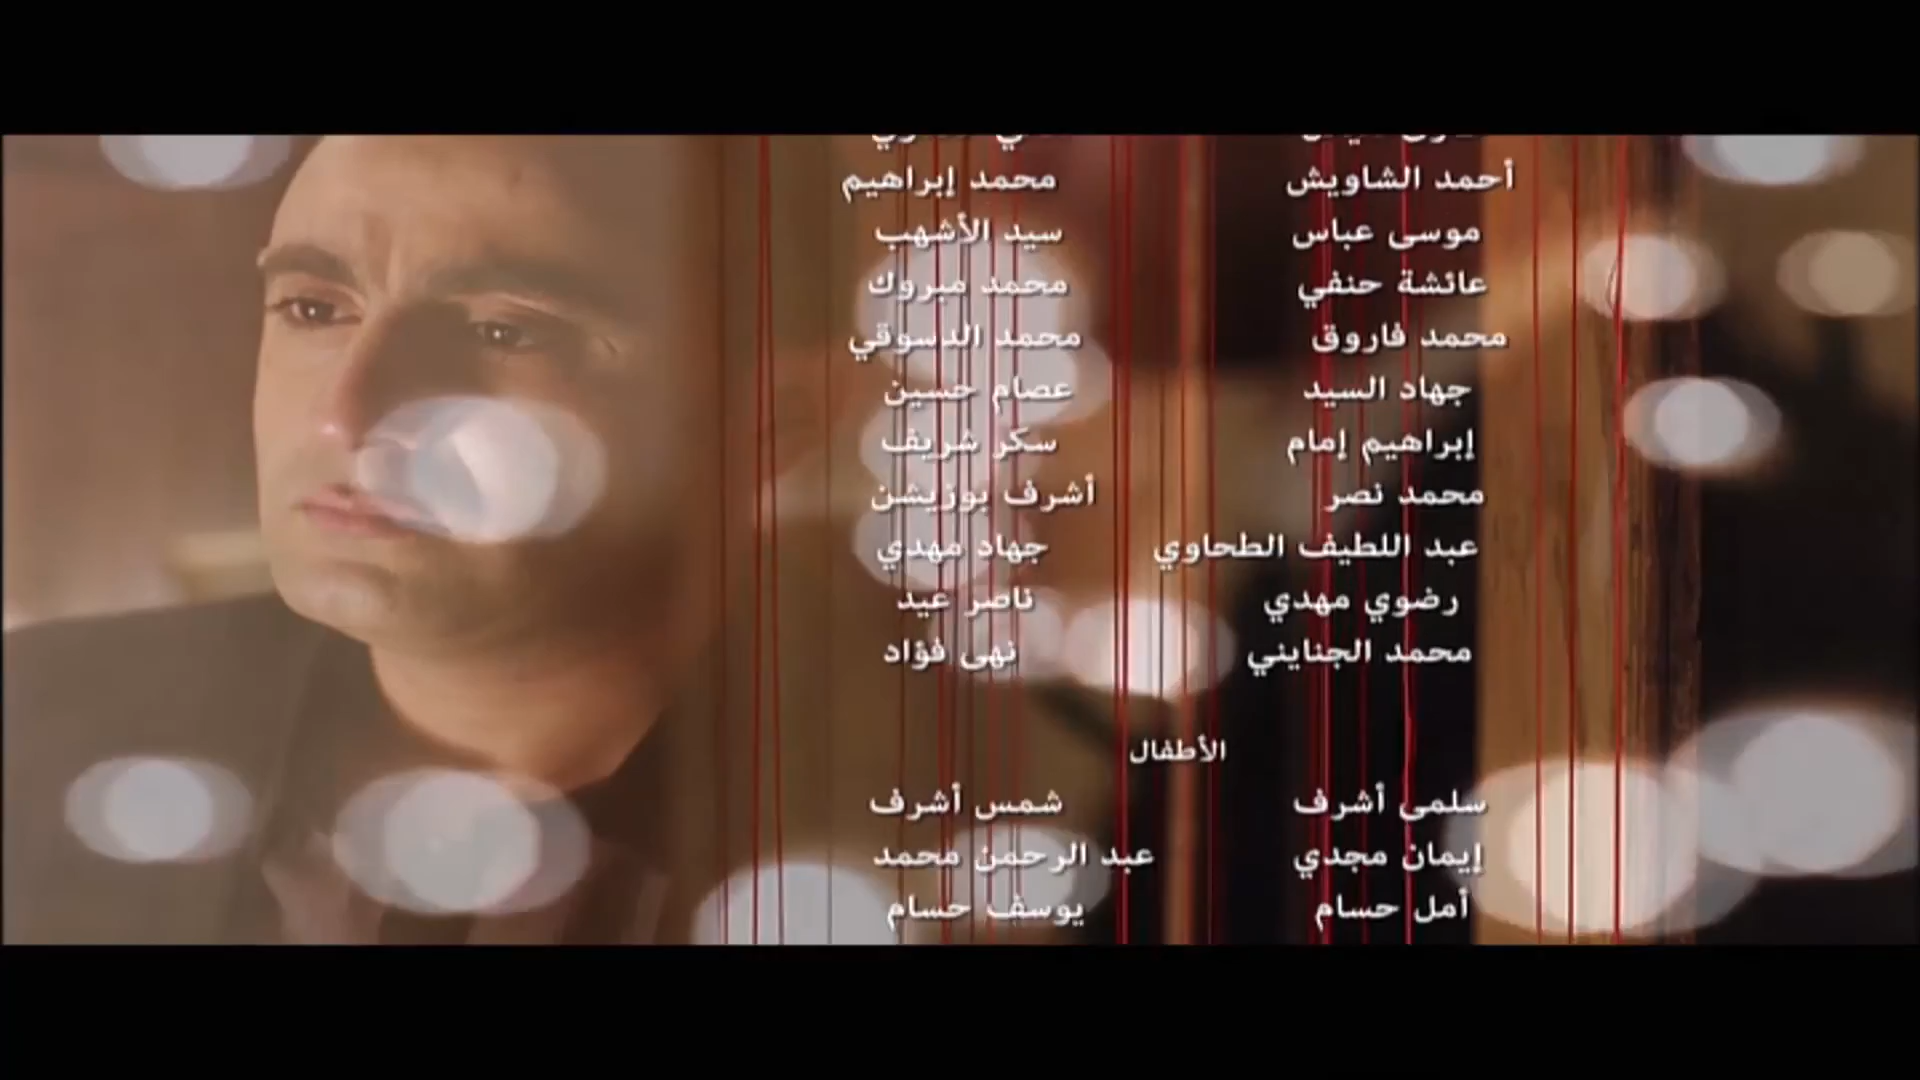 أحمد الشاويش محمد إبراهيم
موسى عباس سيد الأشهب
عائشة حنفي محمد مبروك
محمد فاروق محمد الدسوقي
جهاد السيد عصام حسين
إبراهيم إمام سكر شريف
محمد نصر أشرف بوزيشن
عبد اللطيف الطحاوي جهاد مهدي
رضوي مهدي ناصر عيد
محمد الجنايني نهى فؤاد
الأطفال
سلمى أشرف شمس أشرف
إيمان مجدي عبد الرحمن محمد
أمل حسام يوسف حسام